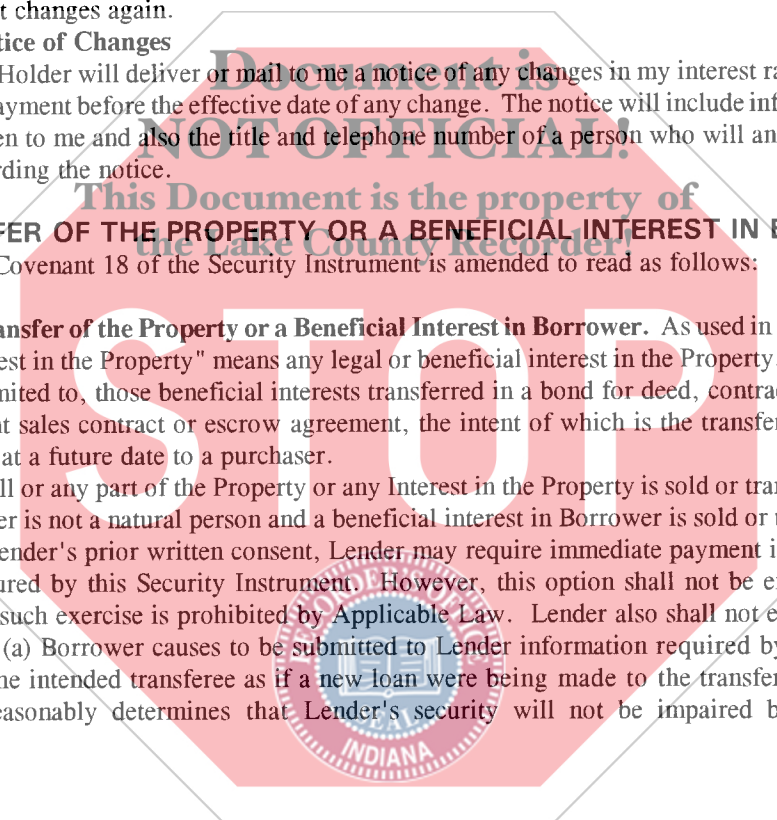 t changes again.
tice of Changes
Holder will deliver or mail to me a notice of any changes in my interest ra
ayment before the effective date of any change. The notice will include inf
en to me and also the title and telephone number of a person who will an
rding the notice.
Document is
NOT OFFICIAL!
This Document is the property of
the Lake County Recorder!
FER OF THE PROPERTY OR A BENEFICIAL INTEREST IN B
Covenant 18 of the Security Instrument is amended to read as follows:
ansfer of the Property or a Beneficial Interest in Borrower. As used in
est in the Property" means any legal or beneficial interest in the Property
mited to, those beneficial interests transferred in a bond for deed, contrac
nt sales contract or escrow agreement, the intent of which is the transfer
at a future date to a purchaser.
ll or any part of the Property or any Interest in the Property is sold or tran
er is not a natural person and a beneficial interest in Borrower is sold or t
ender's prior written consent, Lender may require immediate payment i
ured by this Security Instrument. However, this option shall not be e
such exercise is prohibited by Applicable Law. Lender also shall not e
(a) Borrower causes to be submitted to Lender information required by
he intended transferee as if a new loan were being made to the transfer
easonably determines that Lender's security will not be impaired b
STOP
RECORDER'S OFFICE
SEAL
INDIANA